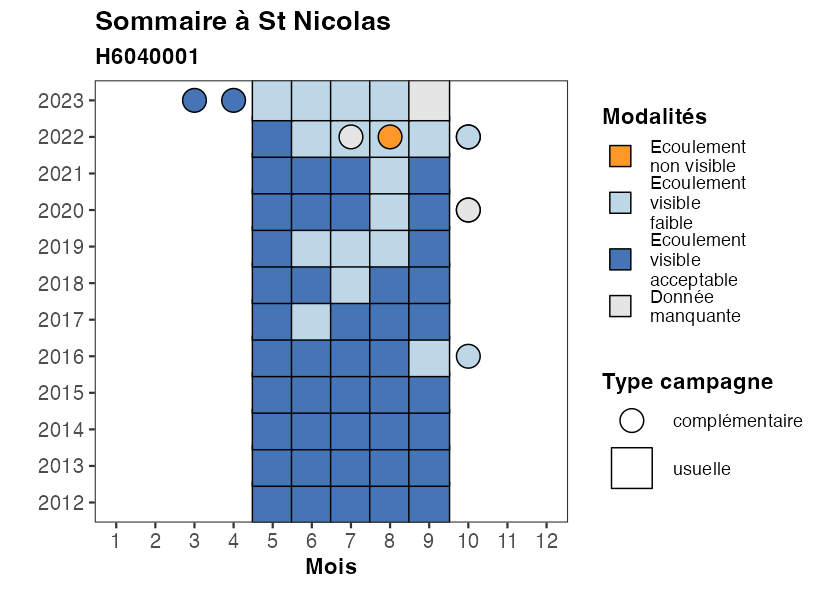 Sommaire à St Nicolas
H6040001
2023
2022
2021
2020
2019
2018
2017
2016
2015
2014
2013
2012
1 2 3 4 5 6 7 8 9 10 11 12
Mois
Modalités
Ecoulement
non visible
Ecoulement
visible
faible
Ecoulement
visible
acceptable
Donnée
manquante
Type campagne
complémentaire
usuelle